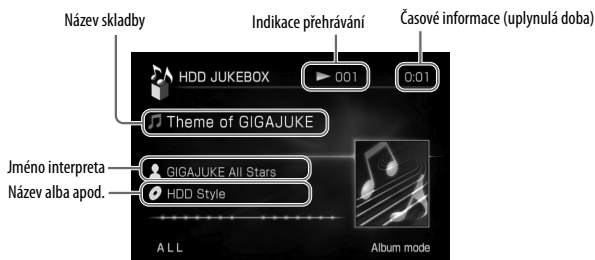 Název skladby
Indikace přehrávání
Časové informace (uplynulá doba)
HDD JUKEBOX
001
0:01
Theme of GIGAJUKE
Jméno interpreta
GIGAJUKE All Stars
Název alba apod.
HDD Style
ALL
Album mode